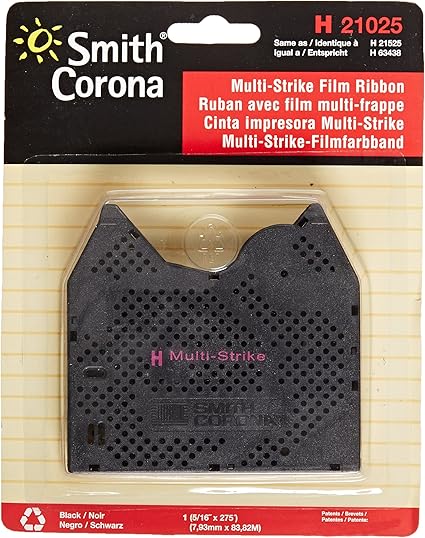 Smith®
Corona
H 21025
Same as / Identique à H 21525
igual a / Entspricht H 63438
Multi-Strike Film Ribbon
Ruban avec film multi-frappe
Cinta impresora Multi-Strike
Multi-Strike-Filmfarbband
H Multi-Strike
SMITH
CORONA
Black / Noir
Negro / Schwarz
1 (5/16" x 275')
(7,93mm x 83,82M)
Patents / Brevets /
Patentes / Patente: